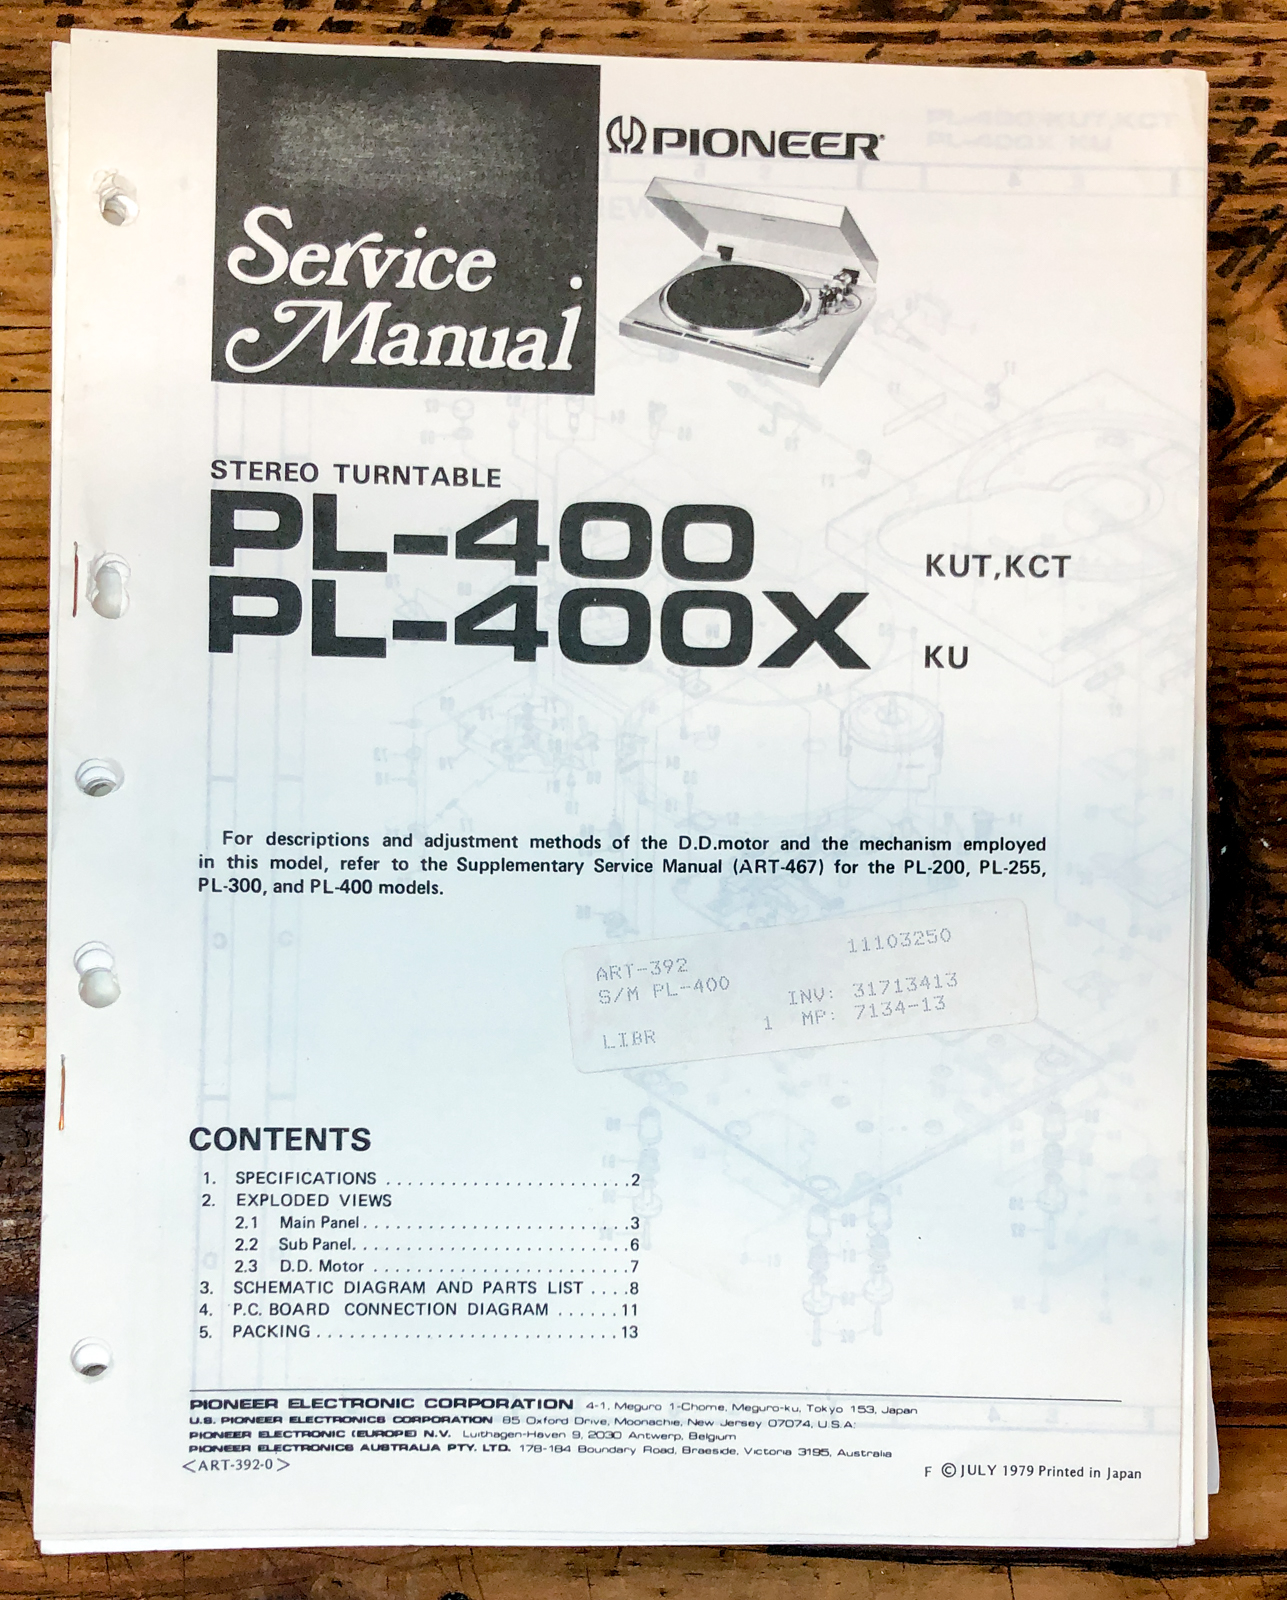 Service
Manual
PIONEER®
STEREO TURNTABLE
PL-400 KUT,KCT
PL-400X KU
For descriptions and adjustment methods of the D.D.motor and the mechanism employed
in this model, refer to the Supplementary Service Manual (ART-467) for the PL-200, PL-255,
PL-300, and PL-400 models.
ART-392 11103250
S/M PL-400 INV: 31713413
LIBR 1 MP: 7134-13
CONTENTS
1. SPECIFICATIONS ........................2
2. EXPLODED VIEWS
2.1 Main Panel.........................3
2.2 Sub Panel..........................6
2.3 D.D. Motor ........................7
3. SCHEMATIC DIAGRAM AND PARTS LIST ....8
4. P.C. BOARD CONNECTION DIAGRAM ......11
5. PACKING............................13
PIONEER ELECTRONIC CORPORATION 4-1, Meguro 1-Chome, Meguro-ku, Tokyo 153, Japan
U.S. PIONEER ELECTRONICS CORPORATION 85 Oxford Drive, Moonachie, New Jersey 07074, U.S.A.
PIONEER ELECTRONIC (EUROPE) N.V. Luithagen-Haven 9, 2030 Antwerp, Belgium
PIONEER ELECTRONICS AUSTRALIA PTY. LTD. 178-184 Boundary Road, Braeside, Victoria 3195, Australia
<ART-392-0>
F © JULY 1979 Printed in Japan